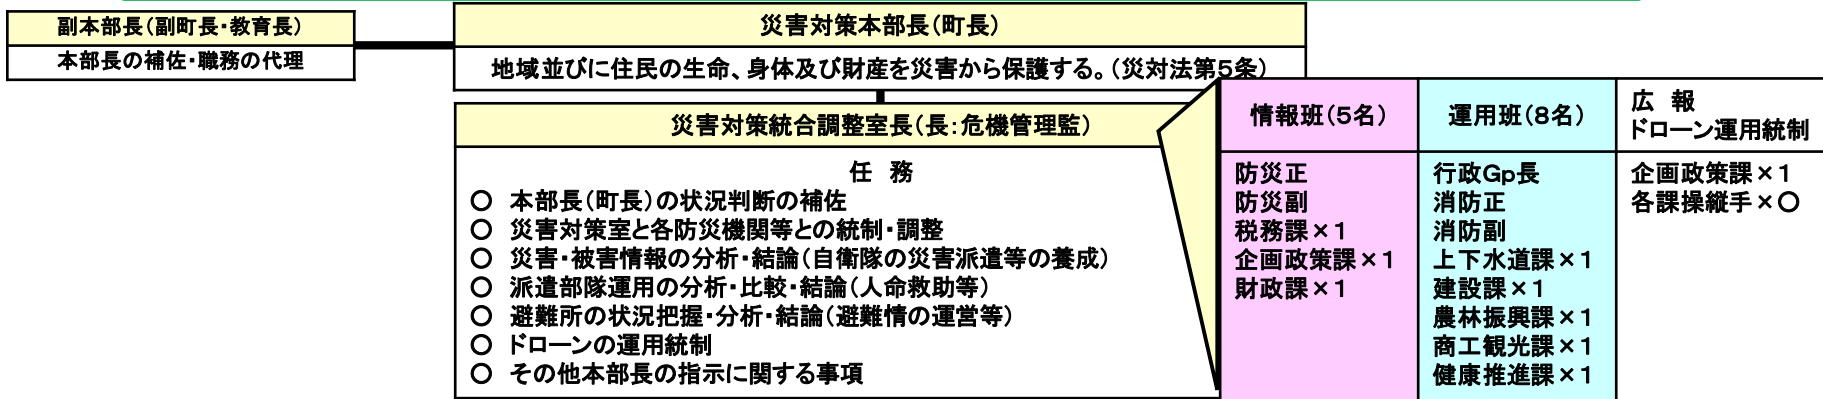 副本部長(副町長・教育長)
本部長の補佐・職務の代理
災害対策本部長(町長)
地域並びに住民の生命、身体及び財産を災害から保護する。(災対法第5条)
災害対策統合調整室長(長:危機管理監)
任 務
○ 本部長(町長)の状況判断の補佐
○ 災害対策室と各防災機関等との統制・調整
○ 災害・被害情報の分析・結論(自衛隊の災害派遣等の養成)
○ 派遣部隊運用の分析・比較・結論(人命救助等)
○ 避難所の状況把握・分析・結論(避難情の運営等)
○ ドローンの運用統制
○ その他本部長の指示に関する事項
情報班(5名)
防災正
防災副
税務課×1
企画政策課×1
財政課×1
運用班(8名)
行政Gp長
消防正
消防副
上下水道課×1
建設課×1
農林振興課×1
商工観光課×1
健康推進課×1
広 報
ドローン運用統制
企画政策課×1
各課操縦手×○